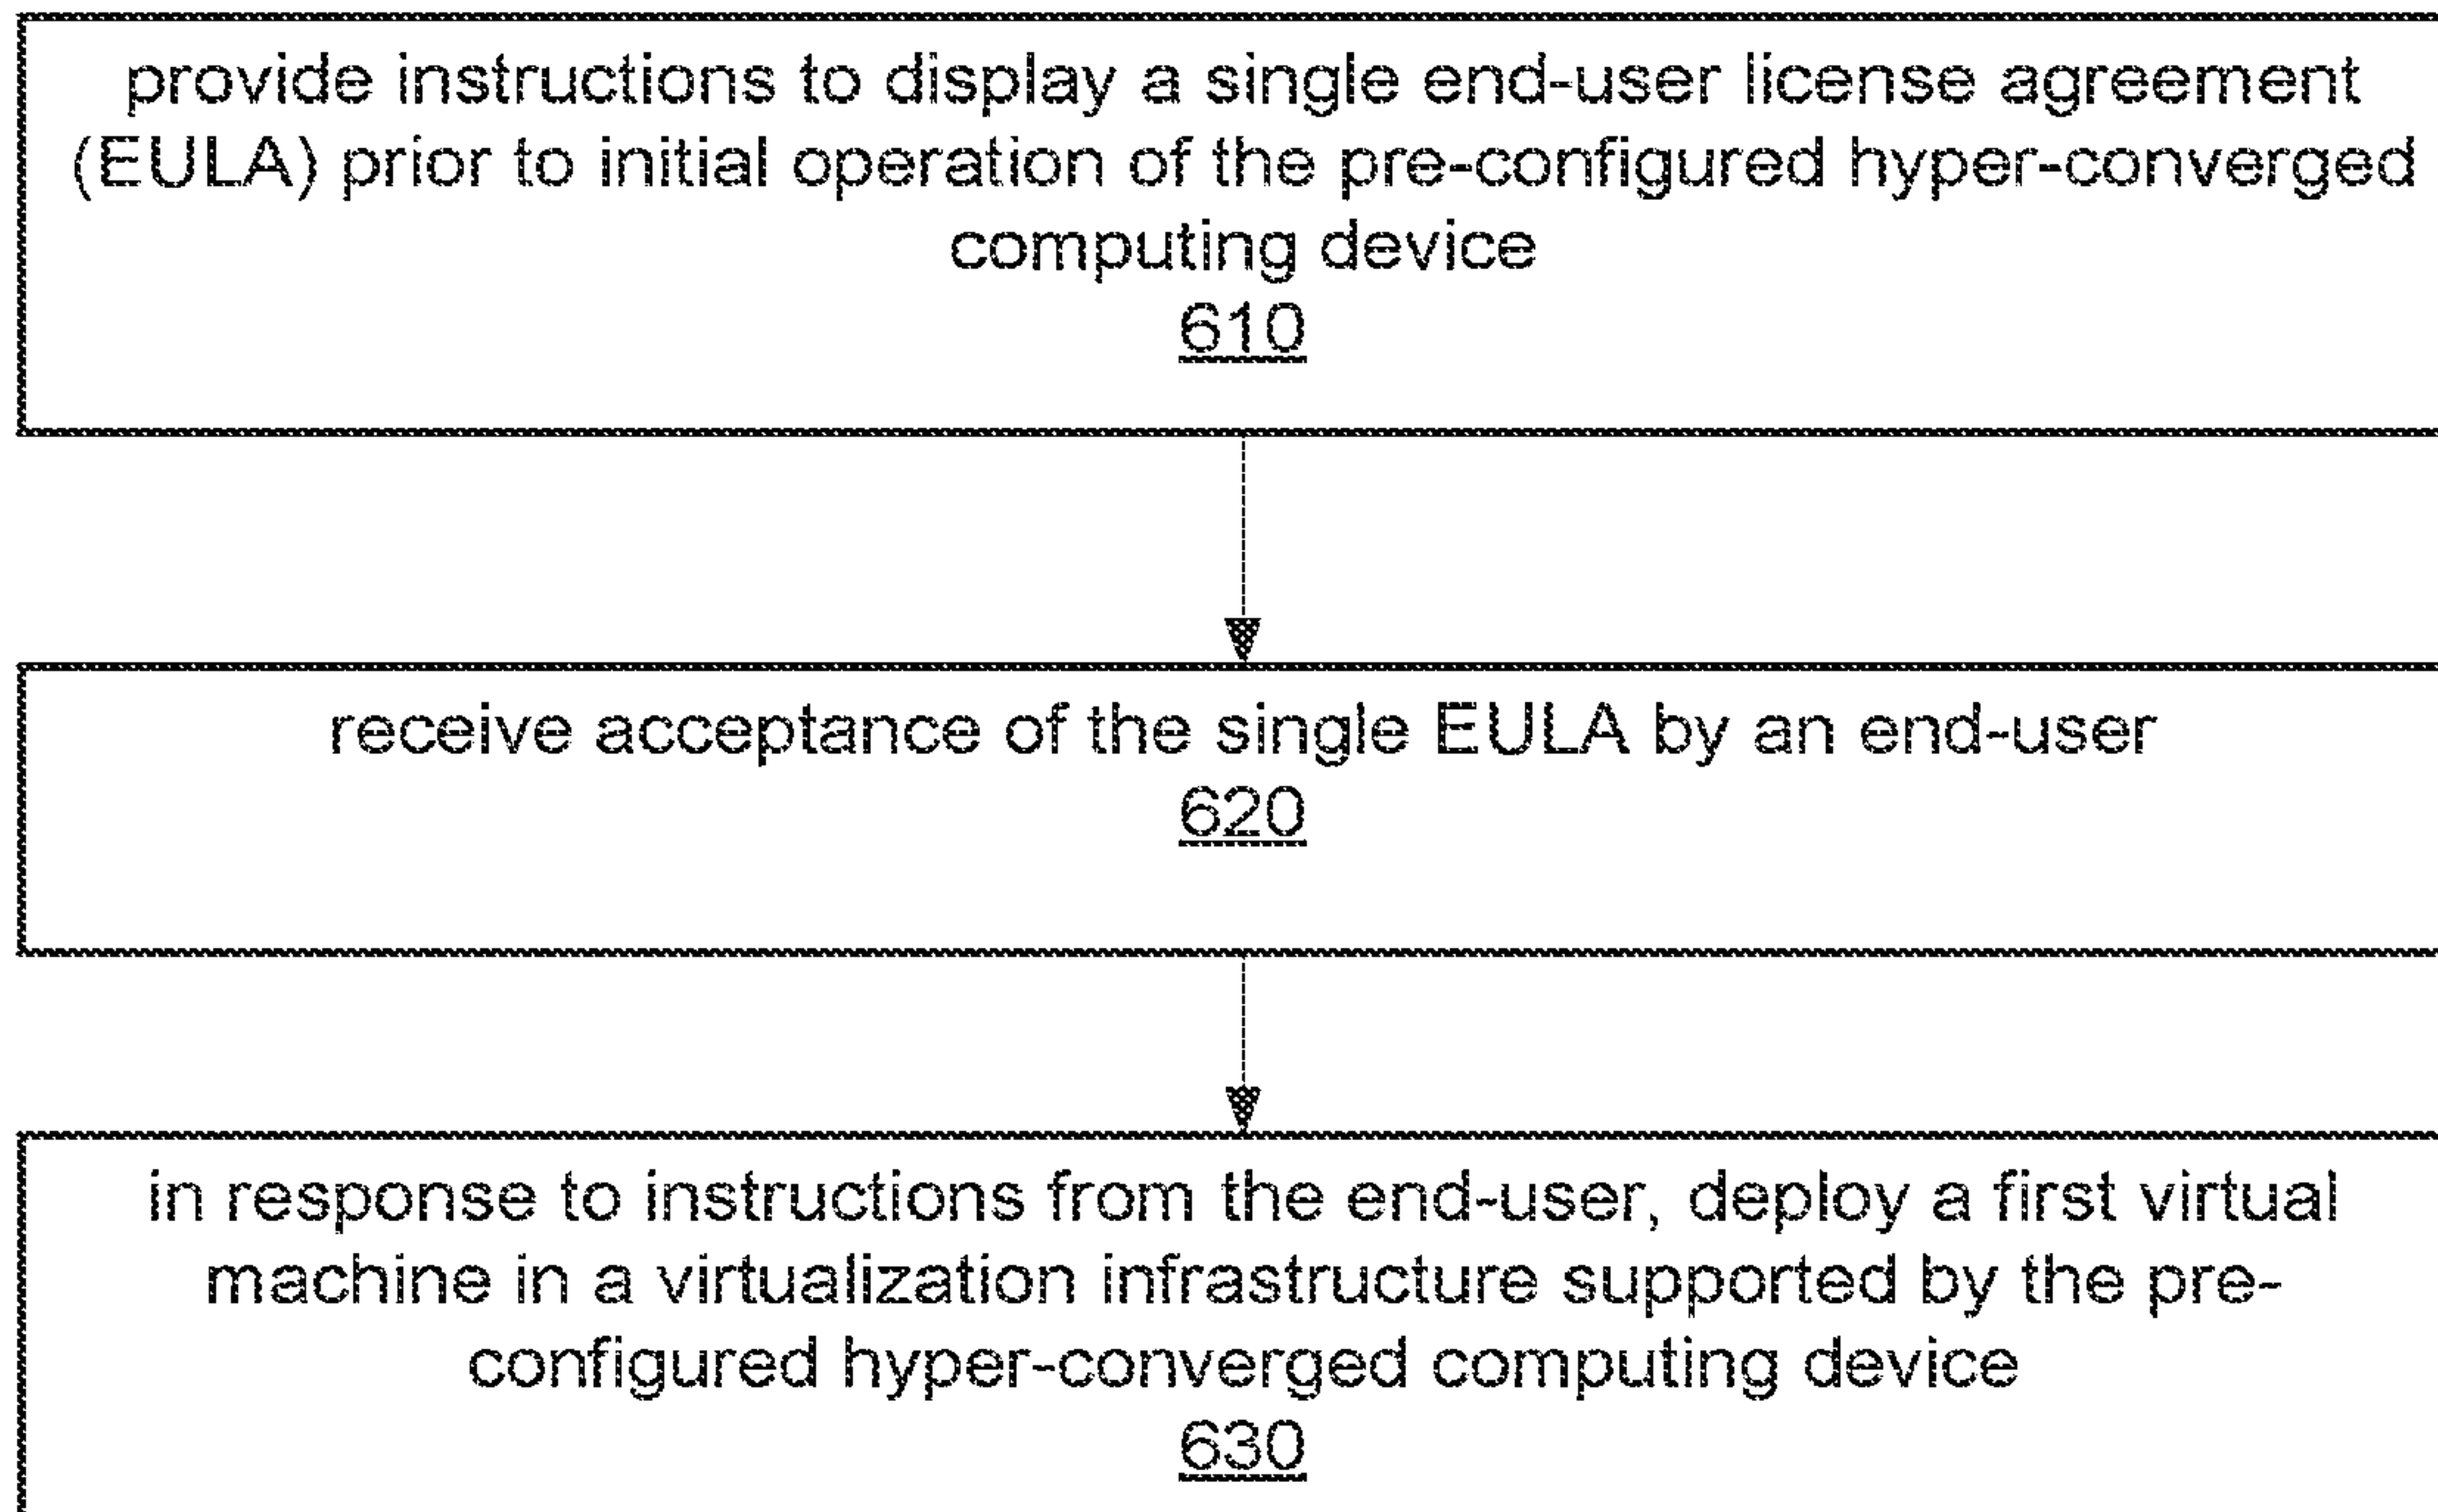 provide instructions to display a single end-user license agreement
(EULA) prior to initial operation of the pre-configured hyper-converged
computing device
610
receive acceptance of the single EULA by an end-user
620
in response to instructions from the end-user, deploy a first virtual
machine in a virtualization infrastructure supported by the pre-
configured hyper-converged computing device
630